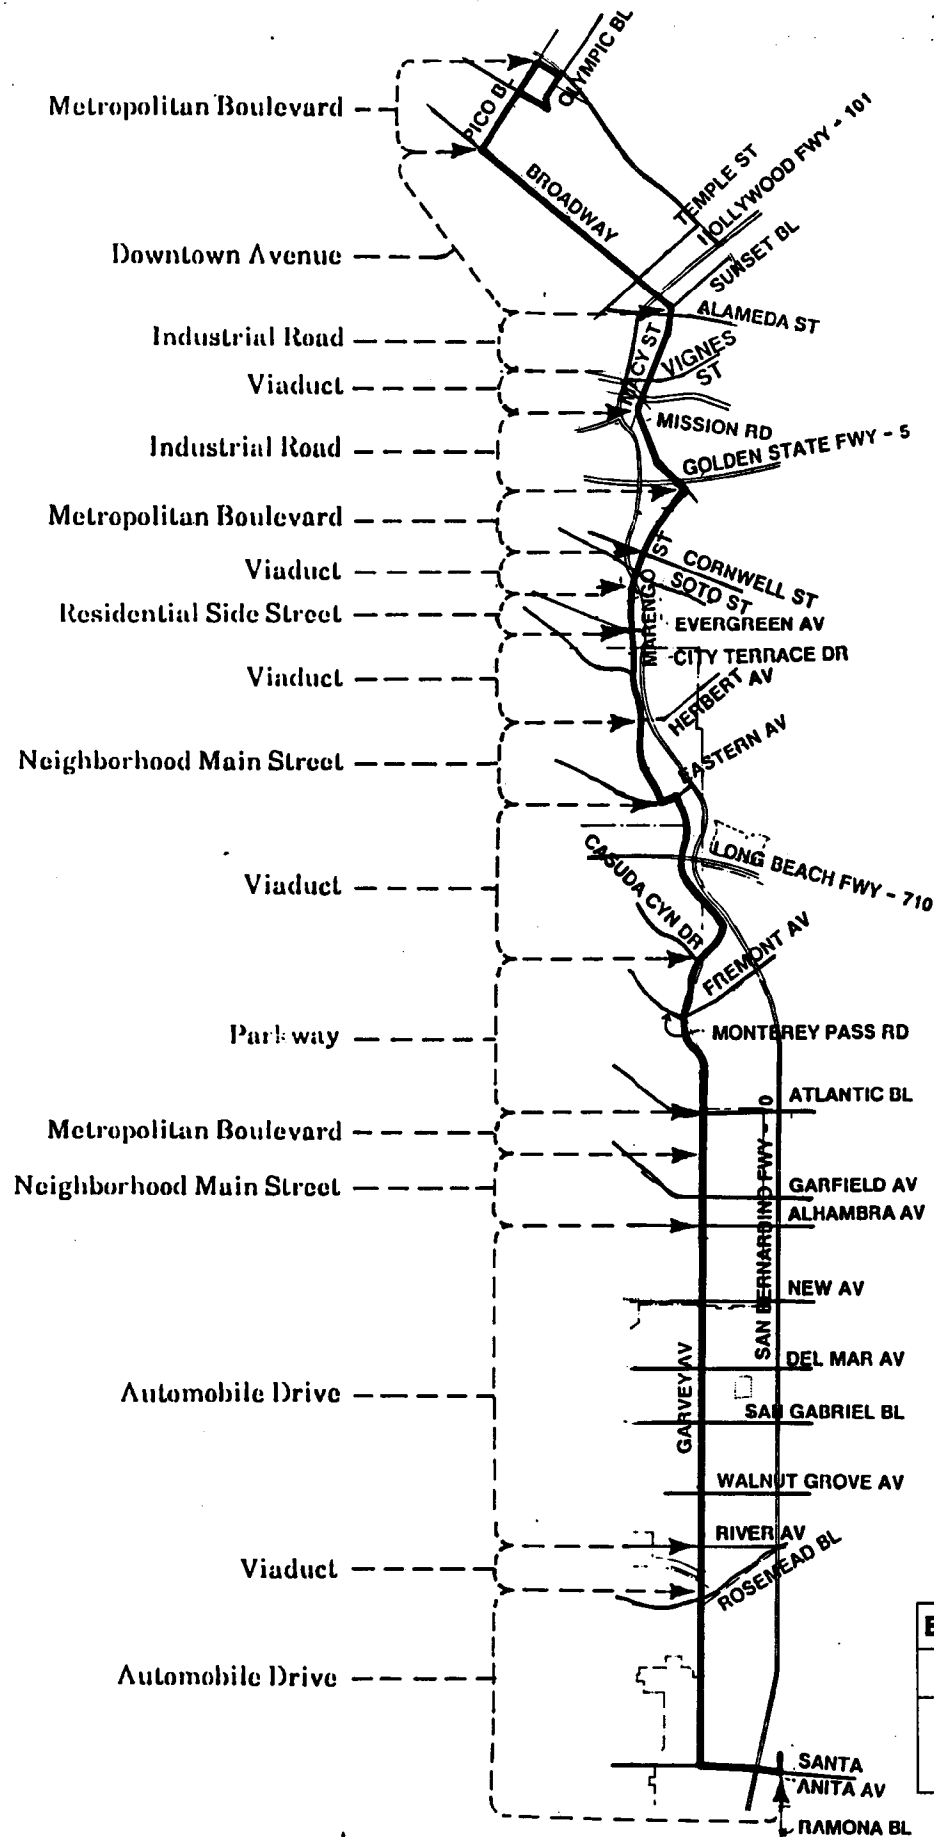 OLYMPIC BL
PICO BL
Metropolitan Boulevard
HOLLYWOOD FWY - 101
TEMPLE ST
BROADWAY
SUNSET BL
Downtown Avenue
ALAMEDA ST
Industrial Road
MACY ST
VIGNES
ST
Viaduct
MISSION RD
Industrial Road
GOLDEN STATE FWY - 5
Metropolitan Boulevard
CORNWELL ST
Viaduct
SOTO ST
MARENGO ST
Residential Side Street
EVERGREEN AV
CITY TERRACE DR
Viaduct
HERBERT AV
EASTERN AV
Neighborhood Main Street
LONG BEACH FWY - 710
CASUDA CYN DR
Viaduct
FREMONT AV
Parkway
MONTEREY PASS RD
ATLANTIC BL
Metropolitan Boulevard
SAN BERNARDINO FWY - 10
Neighborhood Main Street
GARFIELD AV
ALHAMBRA AV
NEW AV
DEL MAR AV
Automobile Drive
GARVEY AV
SAN GABRIEL BL
WALNUT GROVE AV
RIVER AV
Viaduct
ROSEMEAD BL
Automobile Drive
SANTA
ANITA AV
RAMONA BL